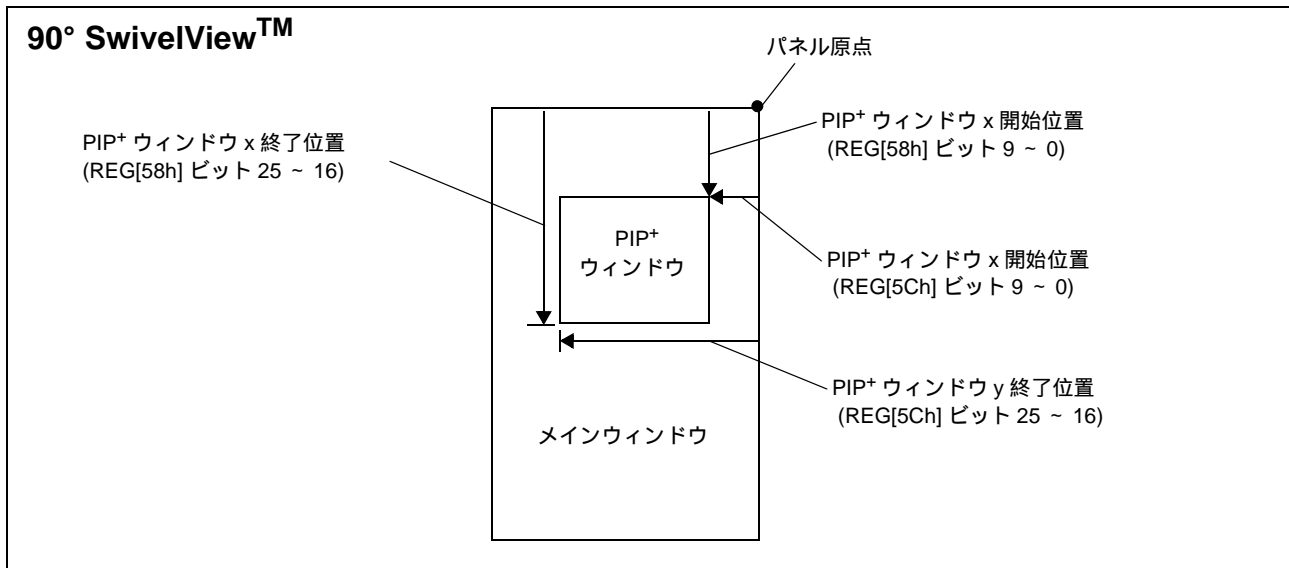 90° SwivelView™
パネル原点
PIP+ ウィンドウ x 終了位置
(REG[58h] ビット 25 ~ 16)
PIP+ ウィンドウ x 開始位置
(REG[58h] ビット 9 ~ 0)
PIP+
ウィンドウ
PIP+ ウィンドウ x 開始位置
(REG[5Ch] ビット 9 ~ 0)
PIP+ ウィンドウ y 終了位置
(REG[5Ch] ビット 25 ~ 16)
メインウィンドウ